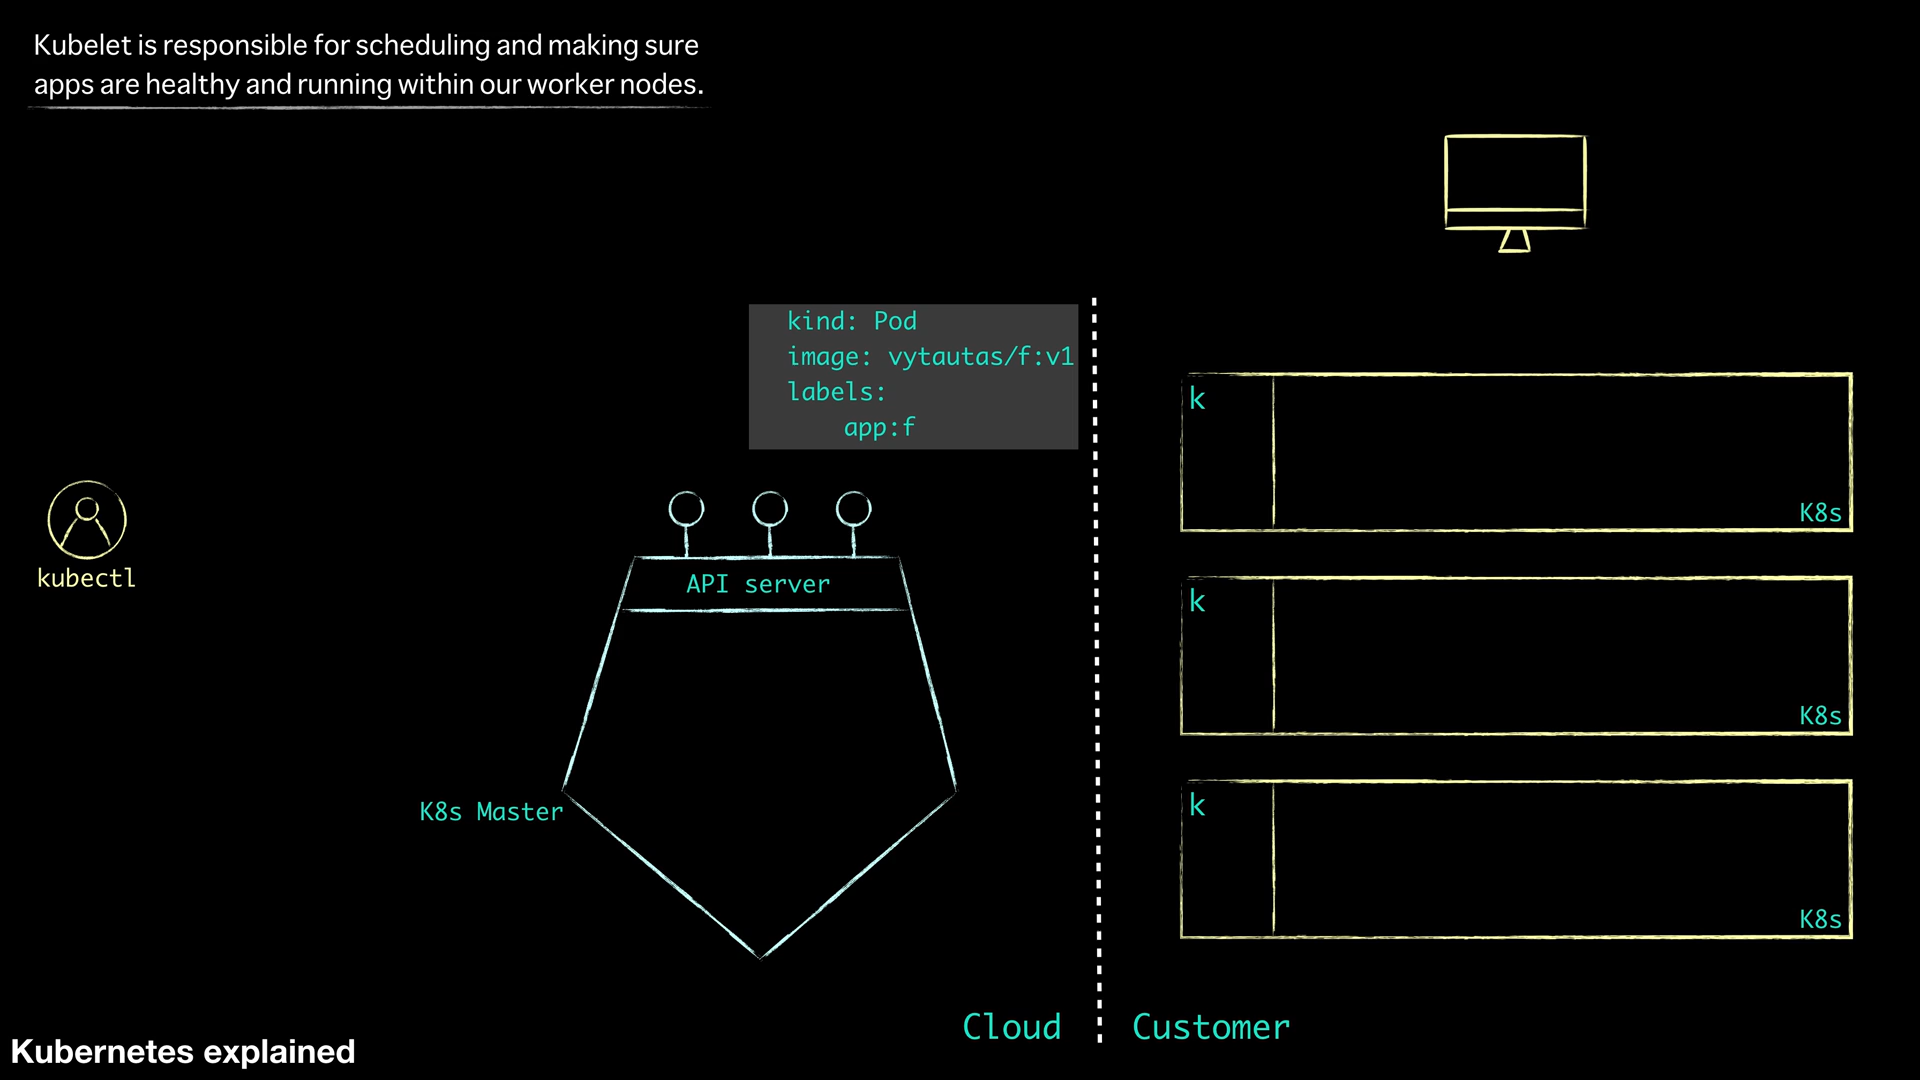 Kubelet is responsible for scheduling and making sure
apps are healthy and running within our worker nodes.
kind: Pod
image: vytautas/f:v1
labels:
app:f
k
K8s
kubectl
API server
k
K8s
K8s Master
k
K8s
Cloud
Customer
Kubernetes explained